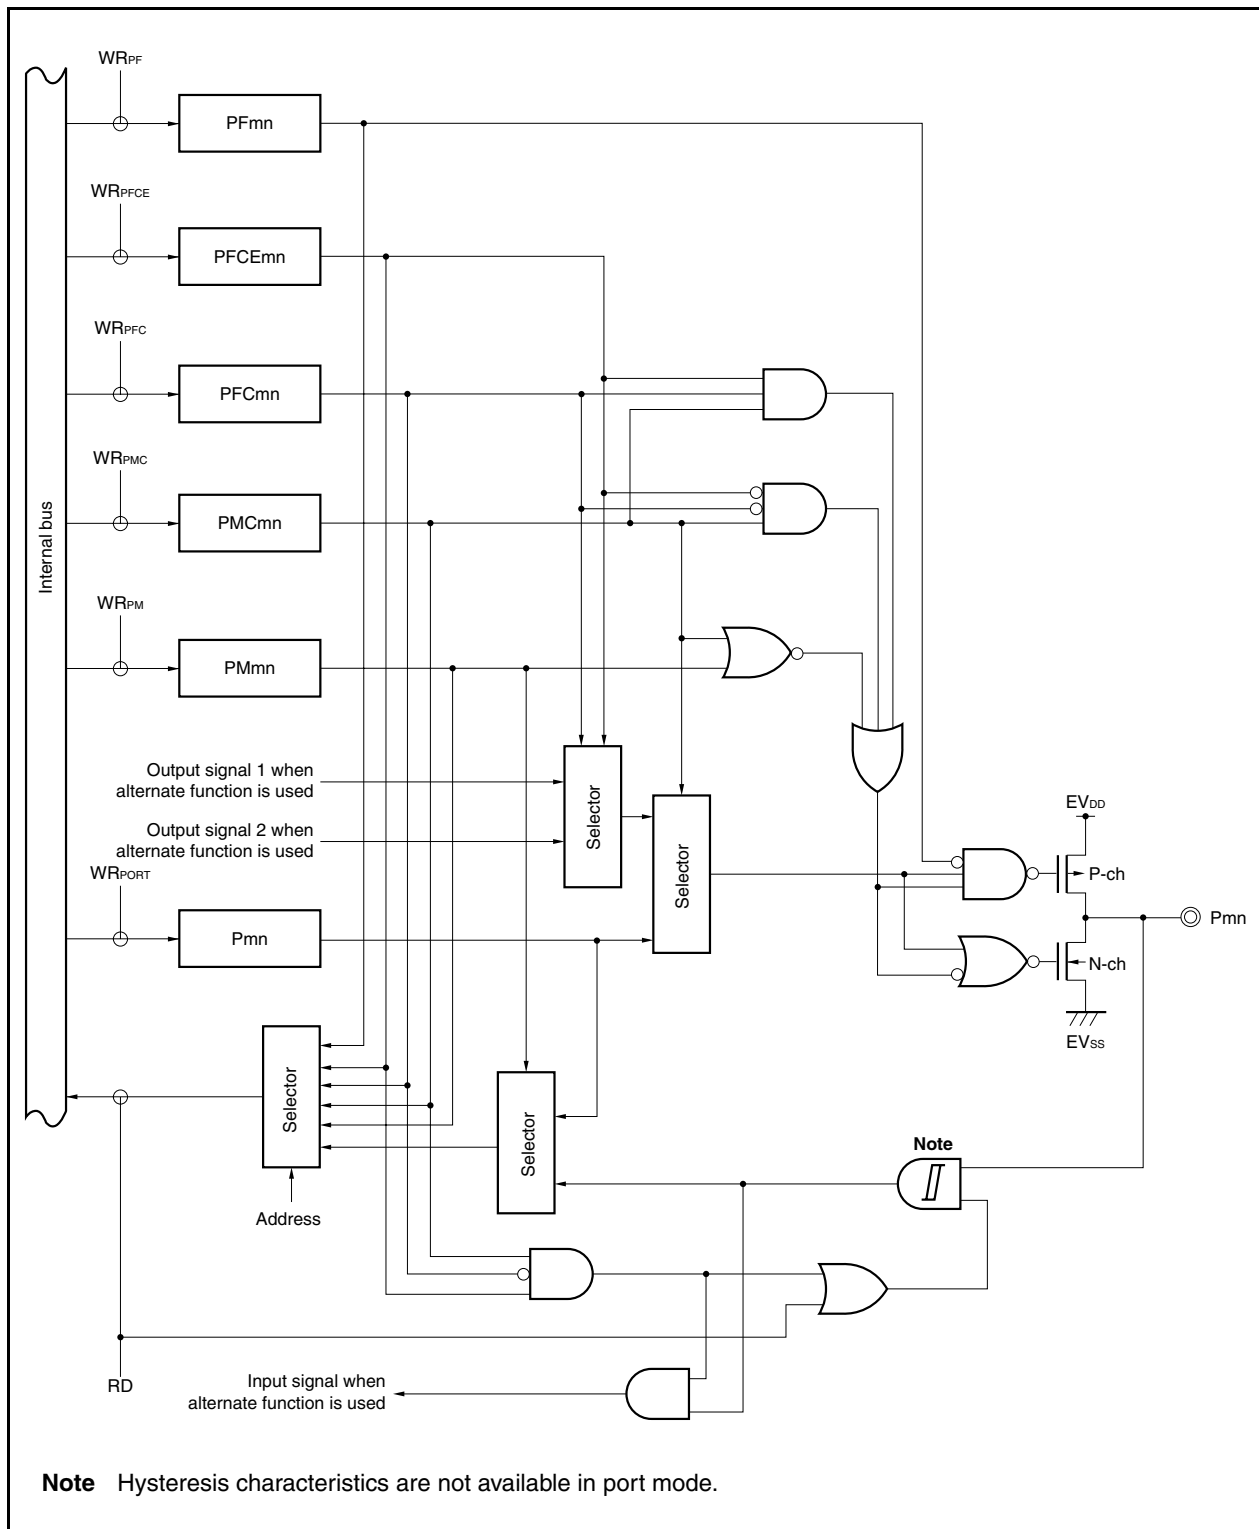 WRPF
PFmn
WRPFCE
PFCEmn
WRPFC
PFCmn
WRPMC
PMCmn
Internal bus
WRPM
PMmn
Output signal 1 when
alternate function is used
Output signal 2 when
alternate function is used
Selector
Selector
WRPORT
Pmn
EVDD
P-ch
Pmn
N-ch
EVSS
Selector
Selector
Note
Address
RD
Input signal when
alternate function is used
Note Hysteresis characteristics are not available in port mode.